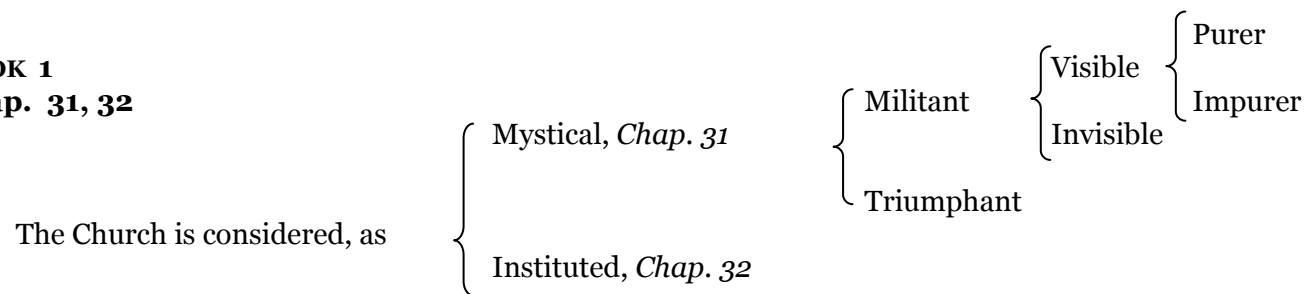 OK 1
p. 31, 32
The Church is considered, as
Mystical, Chap. 31
Militant
Visible
Purer
Impurer
Invisible
Triumphant
Instituted, Chap. 32